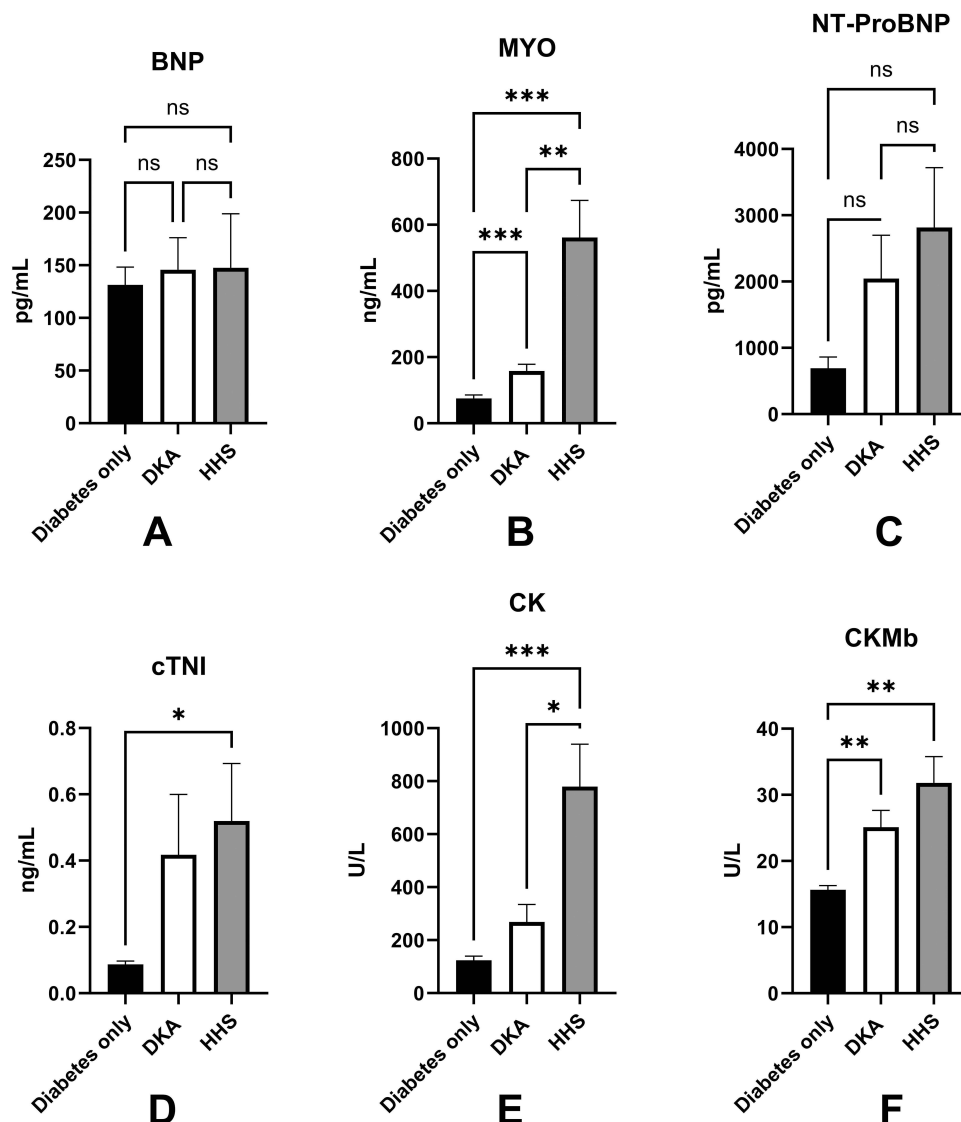 BNP
ns
ns
ns
250
200
150
100
50
0
pg/mL
Diabetes only
DKA
HHS
A
MYO
***
**
***
800
600
400
200
0
ng/mL
Diabetes only
DKA
HHS
B
NT-ProBNP
ns
ns
ns
4000
3000
2000
1000
0
pg/mL
Diabetes only
DKA
HHS
C
cTNI
*
0.8
0.6
0.4
0.2
0.0
ng/mL
Diabetes only
DKA
HHS
D
CK
***
*
1000
800
600
400
200
0
U/L
Diabetes only
DKA
HHS
E
CKMb
**
**
40
30
20
10
0
U/L
Diabetes only
DKA
HHS
F